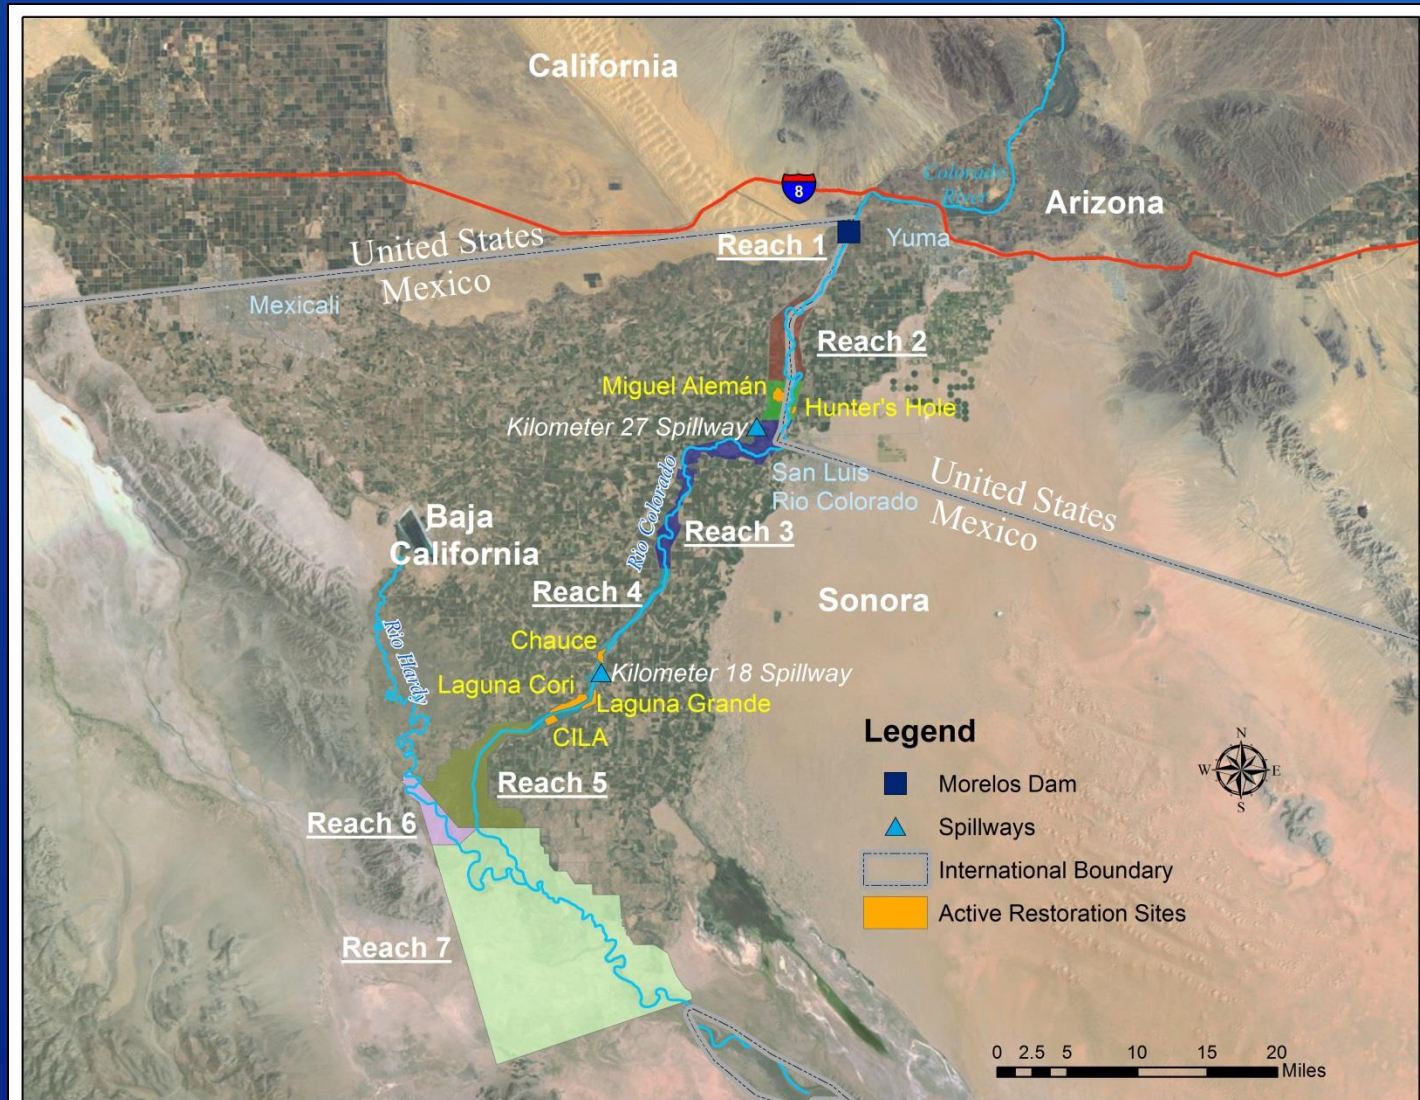 California
8
Colorado
River
Arizona
United States
Mexico
Reach 1
Yuma
Mexicali
Reach 2
Miguel Alemán
Hunter's Hole
Kilometer 27 Spillway
San Luis
Rio Colorado
United States
Mexico
Rio Colorado
Baja
California
Reach 3
Reach 4
Sonora
Rio Hardy
Chauce
Kilometer 18 Spillway
Laguna Cori
Laguna Grande
CILA
Reach 5
Reach 6
Reach 7
Legend
Morelos Dam
Spillways
International Boundary
Active Restoration Sites
N
W E
S
0 2.5 5 10 15 20
Miles